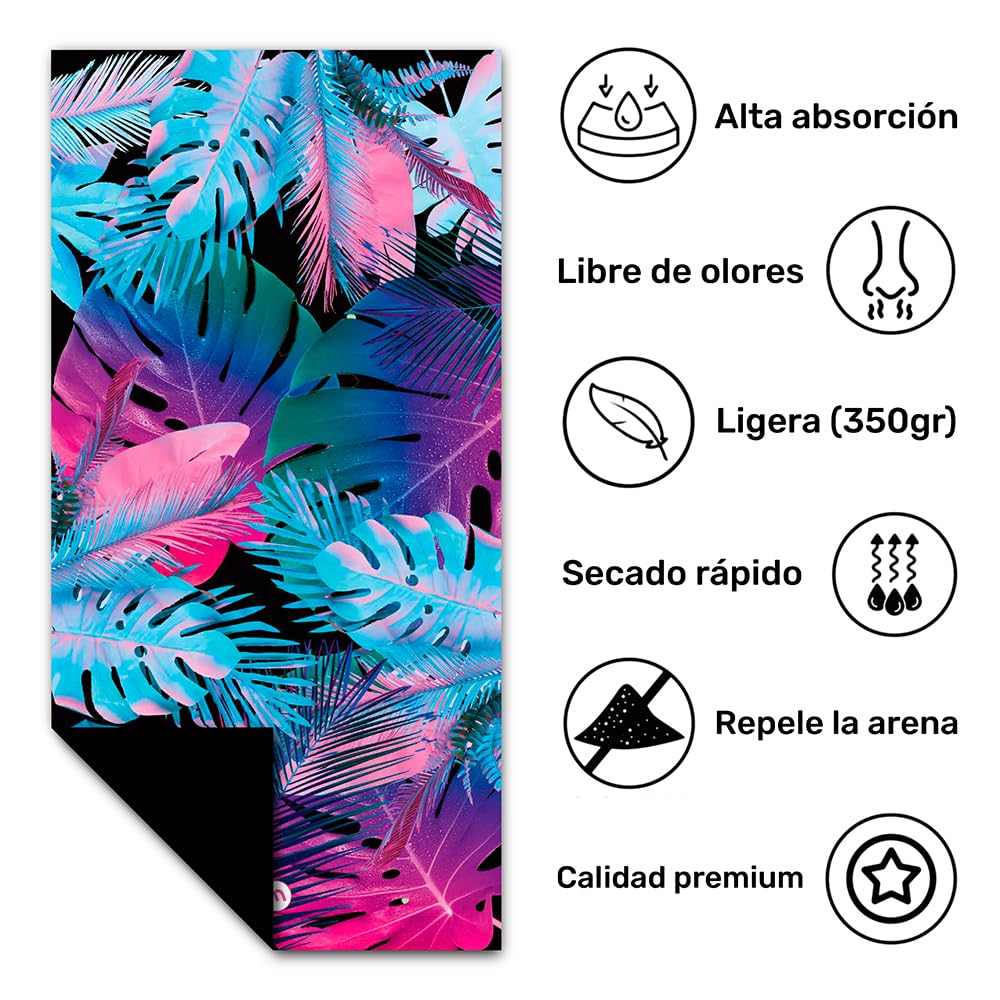 Alta absorción
Libre de olores
Ligera (350gr)
Secado rápido
Repele la arena
Calidad premium